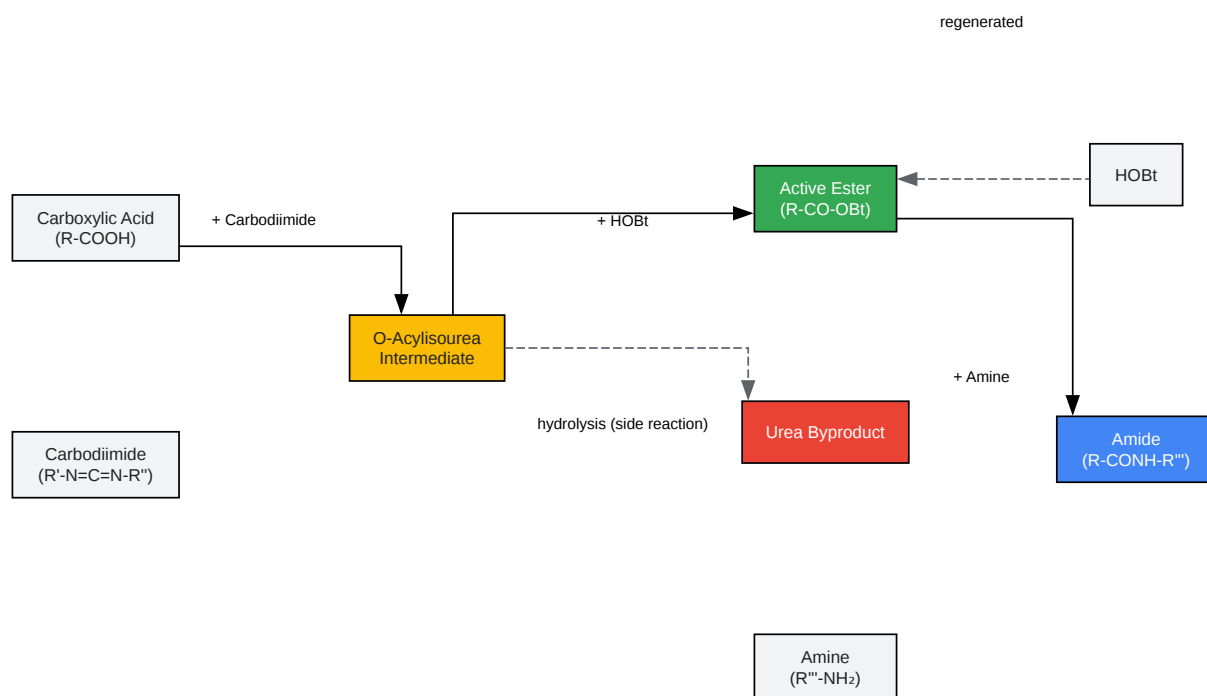 regenerated
HOBt
Active Ester
(R-CO-OBt)
Carboxylic Acid
(R-COOH)
+ Carbodiimide
+ HOBt
O-Acylisourea
Intermediate
+ Amine
hydrolysis (side reaction)
Urea Byproduct
Amide
(R-CONH-R''')
Carbodiimide
(R'-N=C=N-R'')
Amine
(R'''-NH₂)